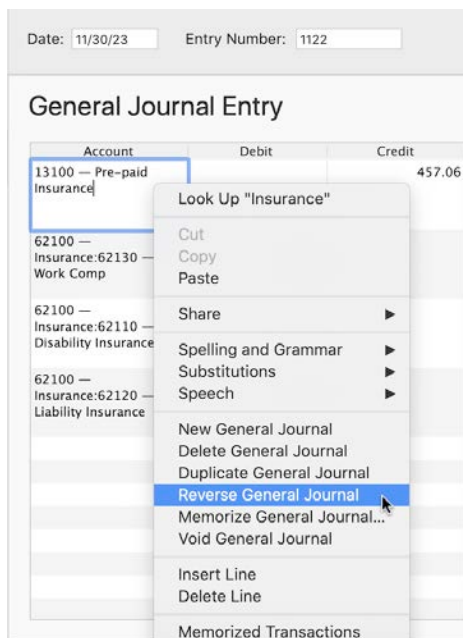 Date: 11/30/23 Entry Number: 1122
General Journal Entry
Account Debit Credit
13100 — Pre-paid 457.06
Insurance
62100 —
Insurance:62130 —
Work Comp
62100 —
Insurance:62110 —
Disability Insurance
62100 —
Insurance:62120 —
Liability Insurance
Look Up "Insurance"
Cut
Copy
Paste
Share
Spelling and Grammar
Substitutions
Speech
New General Journal
Delete General Journal
Duplicate General Journal
Reverse General Journal
Memorize General Journal...
Void General Journal
Insert Line
Delete Line
Memorized Transactions